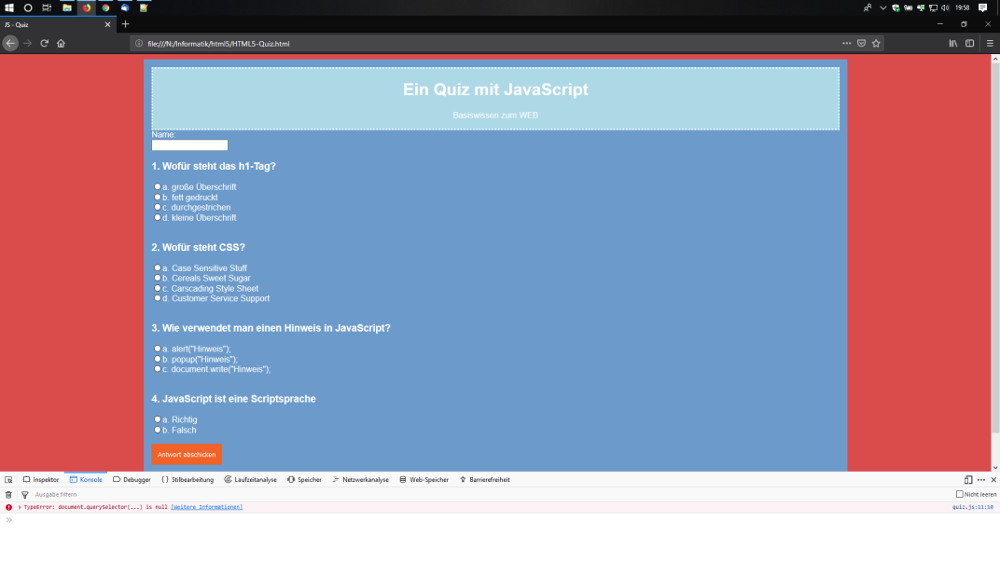 19:58
JS - Quiz
file:///N:/Informatik/html5/HTML5-Quiz.html
Ein Quiz mit JavaScript
Basiswissen zum WEB
Name:
1. Wofür steht das h1-Tag?
a. große Überschrift
b. fett gedruckt
c. durchgestrichen
d. kleine Überschrift
2. Wofür steht CSS?
a. Case Sensitive Stuff
b. Cereals Sweet Sugar
c. Carscading Style Sheet
d. Customer Service Support
3. Wie verwendet man einen Hinweis in JavaScript?
a. alert("Hinweis");
b. popup("Hinweis");
c. document.write("Hinweis");
4. JavaScript ist eine Scriptsprache
a. Richtig
b. Falsch
Antwort abschicken
Inspektor Konsole Debugger Stilbearbeitung Laufzeitanalyse Speicher Netzwerkanalyse Web-Speicher Barrierefreiheit
Ausgabe filtern Nicht leeren
TypeError: document.querySelector(...) is null [Weitere Informationen] quiz.js:11:10